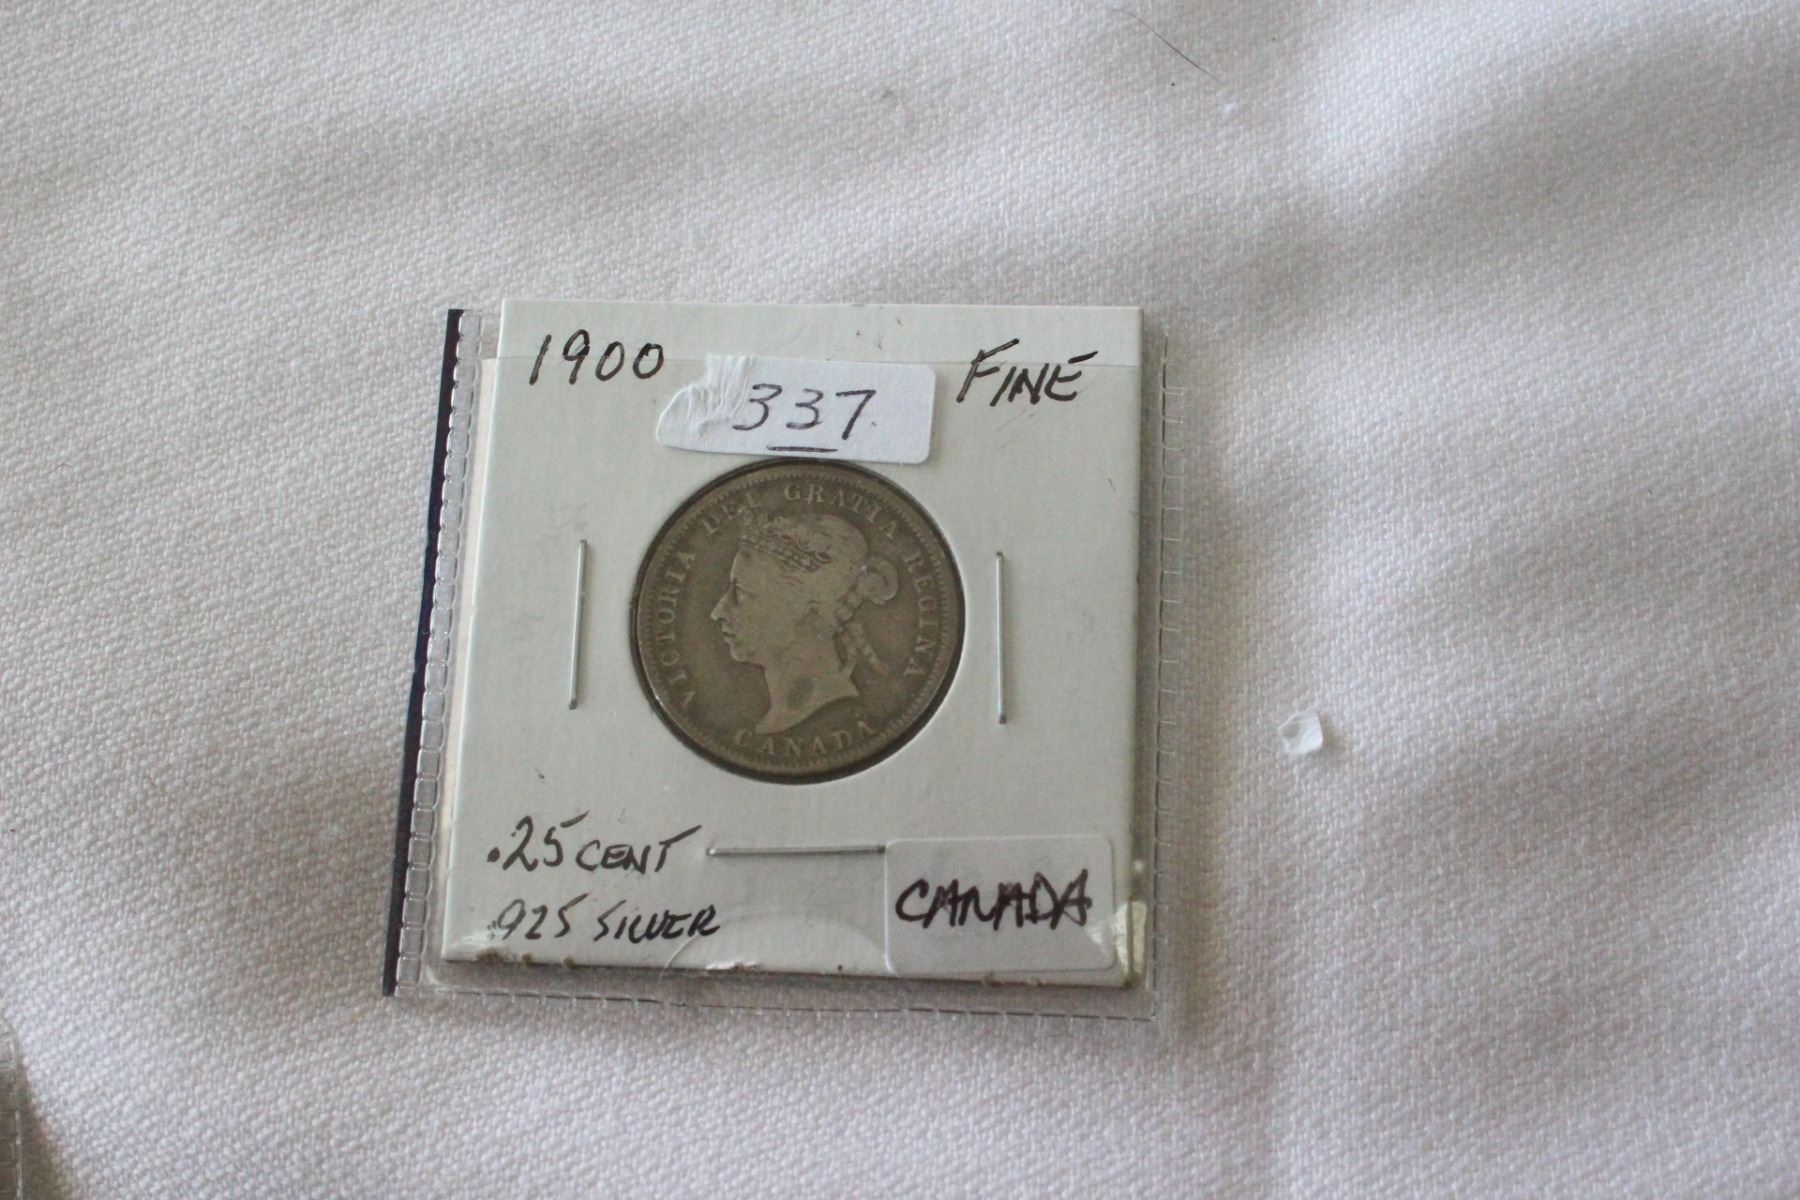 1900
FINE
337.
VICTORIA DEI GRATIA REGINA
CANADA
.25 CENT
.925 SILVER
CANADA